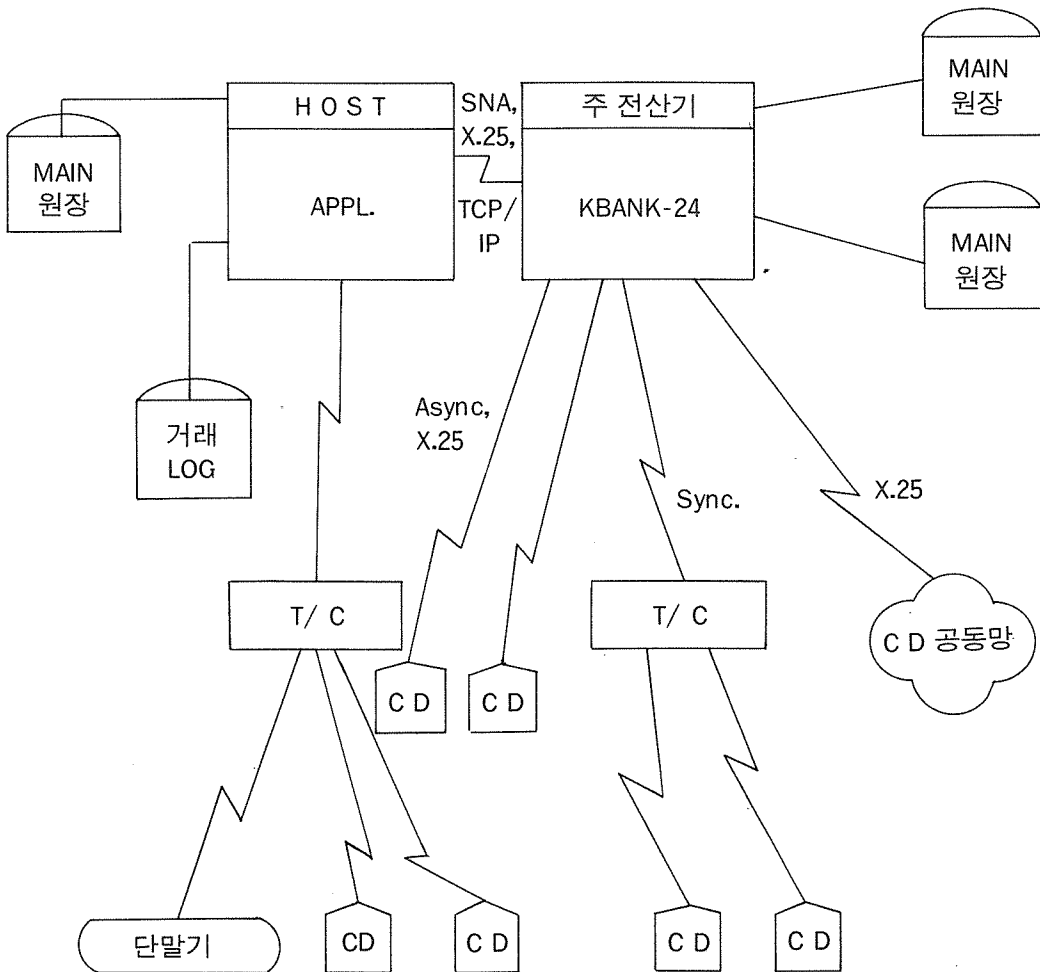 MAIN
원장
H O S T
SNA,
X.25,
주 전산기
MAIN
원장
APPL.
TCP/
IP
KBANK-24
MAIN
원장
거래
LOG
Async,
X.25
Sync.
X.25
T/ C
T/ C
C D 공동망
C D
C D
단말기
CD
C D
C D
C D